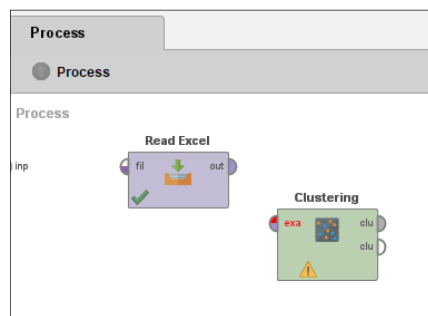 Process
Process
Process
Read Excel
inp
fil
out
Clustering
exa
clu
clu